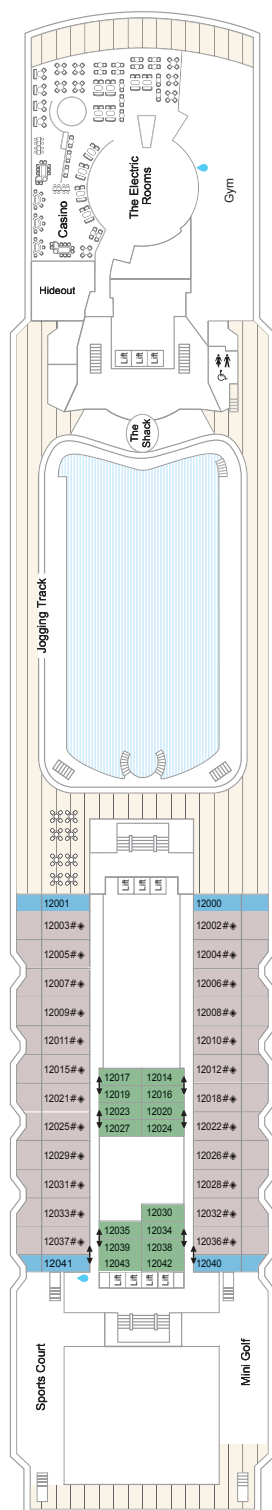 The Electric
Rooms
Casino
Gym
Hideout
Lift
Lift
Lift
The
Shack
Jogging Track
Lift
Lift
Lift
12001
12000
12003#◈
12002#◈
12005#◈
12004#◈
12007#◈
12006#◈
12009#◈
12008#◈
12011#◈
12010#◈
12015#◈
12017
12014
12012#◈
12021#◈
12019
12016
12018#◈
12025#◈
12023
12020
12022#◈
12027
12024
12029#◈
12026#◈
12031#◈
12028#◈
12033#◈
12030
12032#◈
12035
12034
12037#◈
12039
12038
12036#◈
12041
12043
12042
12040
Lift
Lift
Lift
Lift
Sports Court
Mini Golf